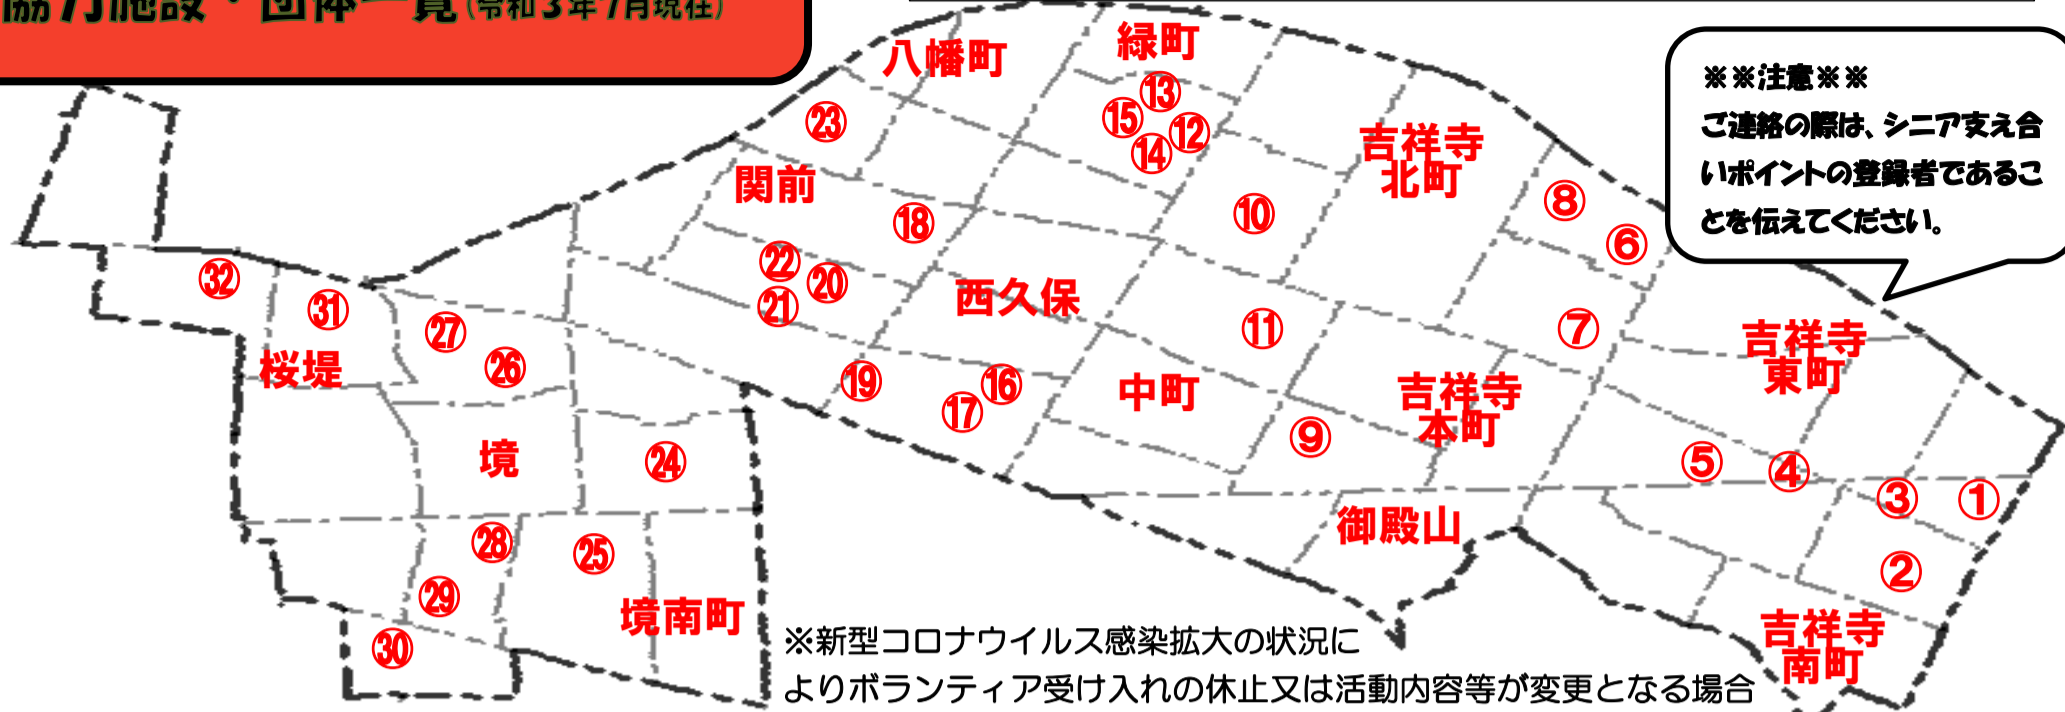 協力施設・団体一覧(令和3年7月現在)
八幡町
緑町
⑬
⑮
⑫
⑭
㉓
吉祥寺
北町
※※注意※※
ご連絡の際は、シニア支え合
いポイントの登録者であるこ
とを伝えてください。
関前
⑱
⑩
⑧
⑥
㉒
⑳
㉑
㉜
㉛
桜堤
㉗
㉖
西久保
⑪
⑦
吉祥寺
東町
⑲
⑯
⑰
中町
吉祥寺
本町
⑨
境
㉔
⑤
④
③
①
御殿山
㉘
㉕
㉙
②
境南町
㉚
吉祥寺
南町
※新型コロナウイルス感染拡大の状況に
よりボランティア受け入れの休止又は活動内容等が変更となる場合